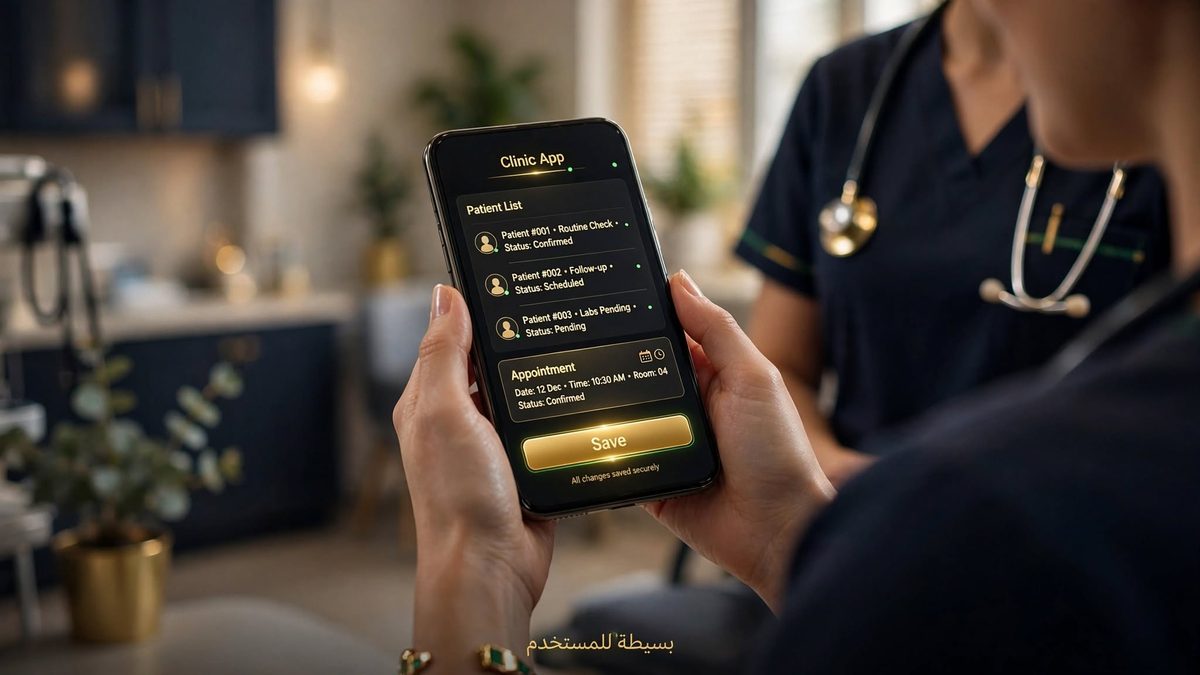 Clinic App
Patient List
Patient #001 • Routine Check •
Status: Confirmed
Patient #002 • Follow-up •
Status: Scheduled
Patient #003 • Labs Pending •
Status: Pending
Appointment
Date: 12 Dec • Time: 10:30 AM • Room: 04
Status: Confirmed
Save
All changes saved securely
بسيطة للمستخدم